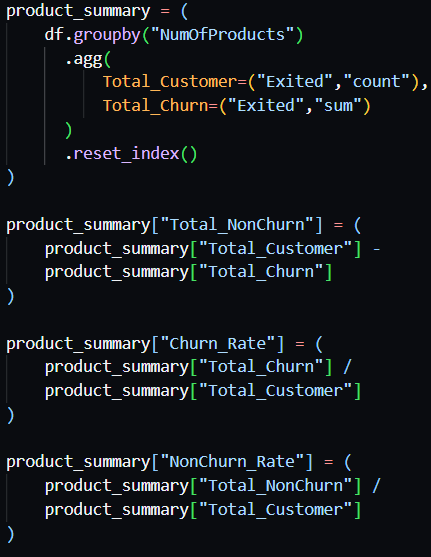 product_summary = (
    df.groupby("NumOfProducts")
      .agg(
          Total_Customer=("Exited","count"),
          Total_Churn=("Exited","sum")
      )
      .reset_index()
)

product_summary["Total_NonChurn"] = (
    product_summary["Total_Customer"] -
    product_summary["Total_Churn"]
)

product_summary["Churn_Rate"] = (
    product_summary["Total_Churn"] /
    product_summary["Total_Customer"]
)

product_summary["NonChurn_Rate"] = (
    product_summary["Total_NonChurn"] /
    product_summary["Total_Customer"]
)